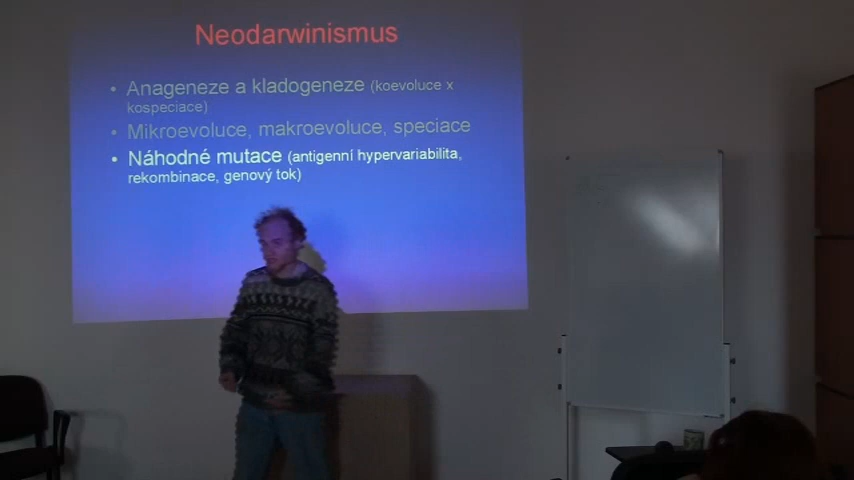 Neodarwinismus
• Anageneze a kladogeneze (koevoluce x
kospeciace)
• Mikroevoluce, makroevoluce, speciace
• Náhodné mutace (antigenní hypervariabilita,
rekombinace, genový tok)